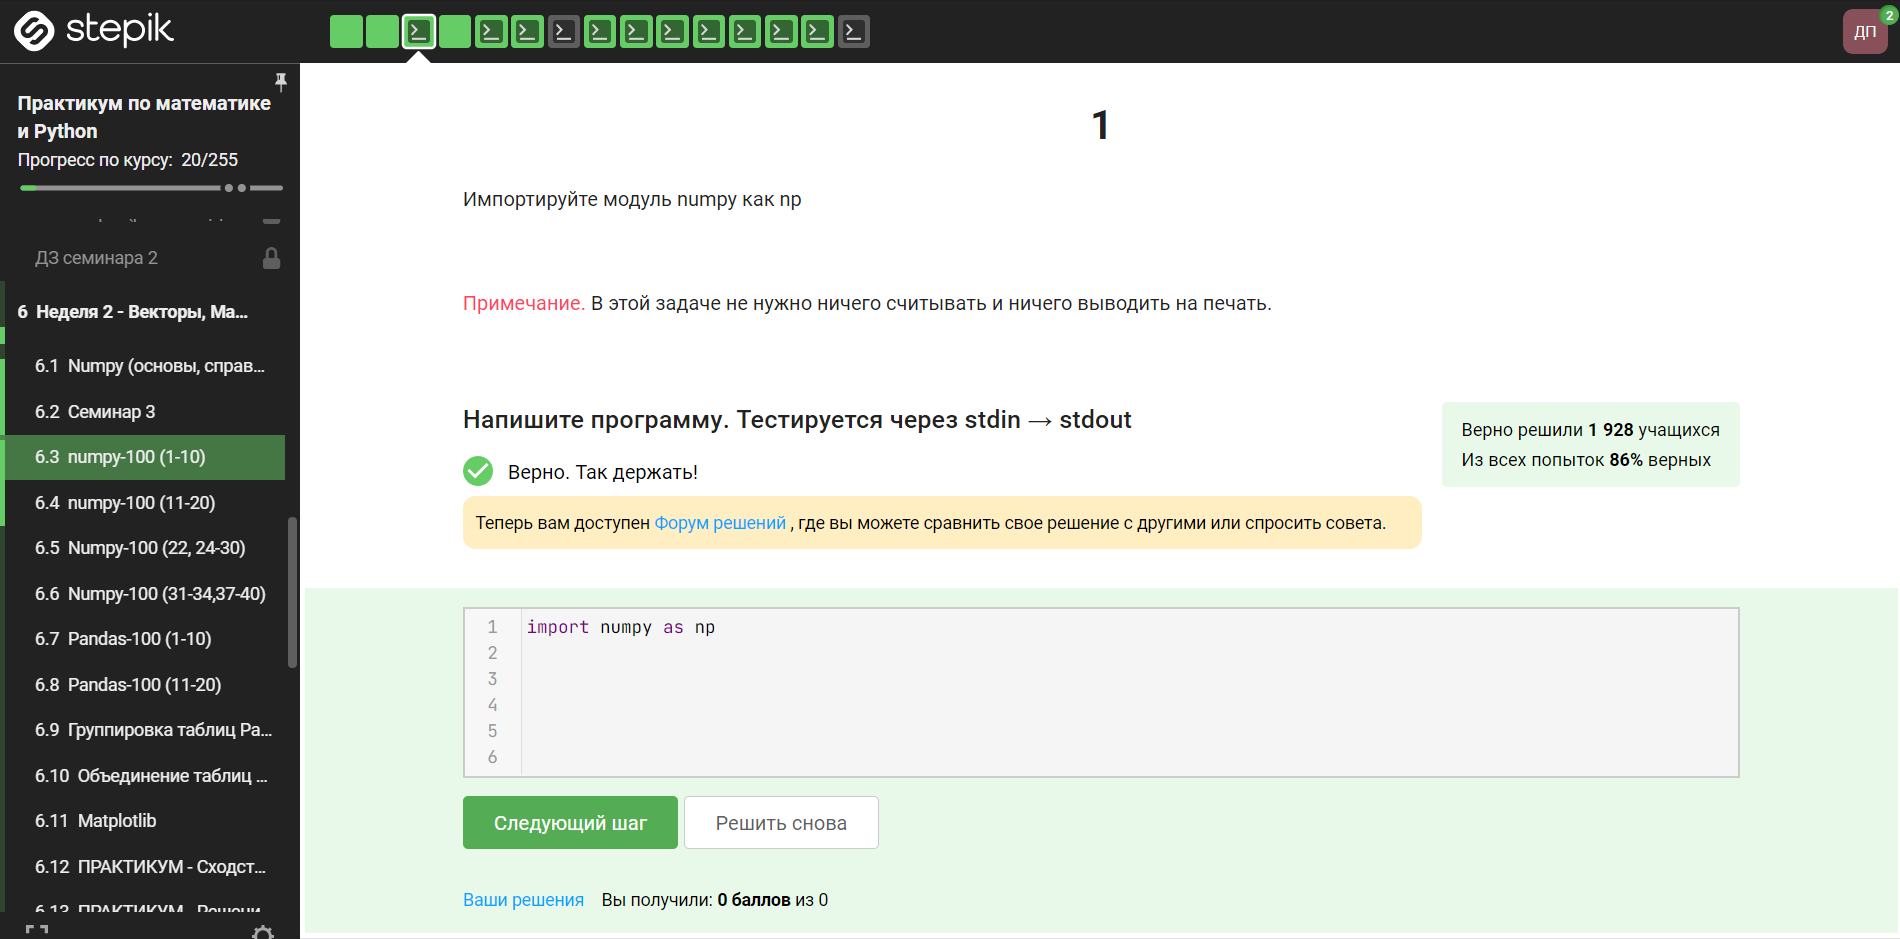 stepik
ДП
2
Практикум по математике
и Python
Прогресс по курсу: 20/255
ДЗ семинара 2
6 Неделя 2 - Векторы, Ма...
6.1 Numpy (основы, справ...
6.2 Семинар 3
6.3 numpy-100 (1-10)
6.4 numpy-100 (11-20)
6.5 Numpy-100 (22, 24-30)
6.6 Numpy-100 (31-34,37-40)
6.7 Pandas-100 (1-10)
6.8 Pandas-100 (11-20)
6.9 Группировка таблиц Pa...
6.10 Объединение таблиц ...
6.11 Matplotlib
6.12 ПРАКТИКУМ - Сходст...
6.13 ПРАКТИКУМ - Решени...
1
Импортируйте модуль numpy как np
Примечание. В этой задаче не нужно ничего считывать и ничего выводить на печать.
Напишите программу. Тестируется через stdin → stdout
Верно. Так держать!
Теперь вам доступен Форум решений , где вы можете сравнить свое решение с другими или спросить совета.
Верно решили 1 928 учащихся
Из всех попыток 86% верных
1 import numpy as np
2
3
4
5
6
Следующий шаг
Решить снова
Ваши решения Вы получили: 0 баллов из 0